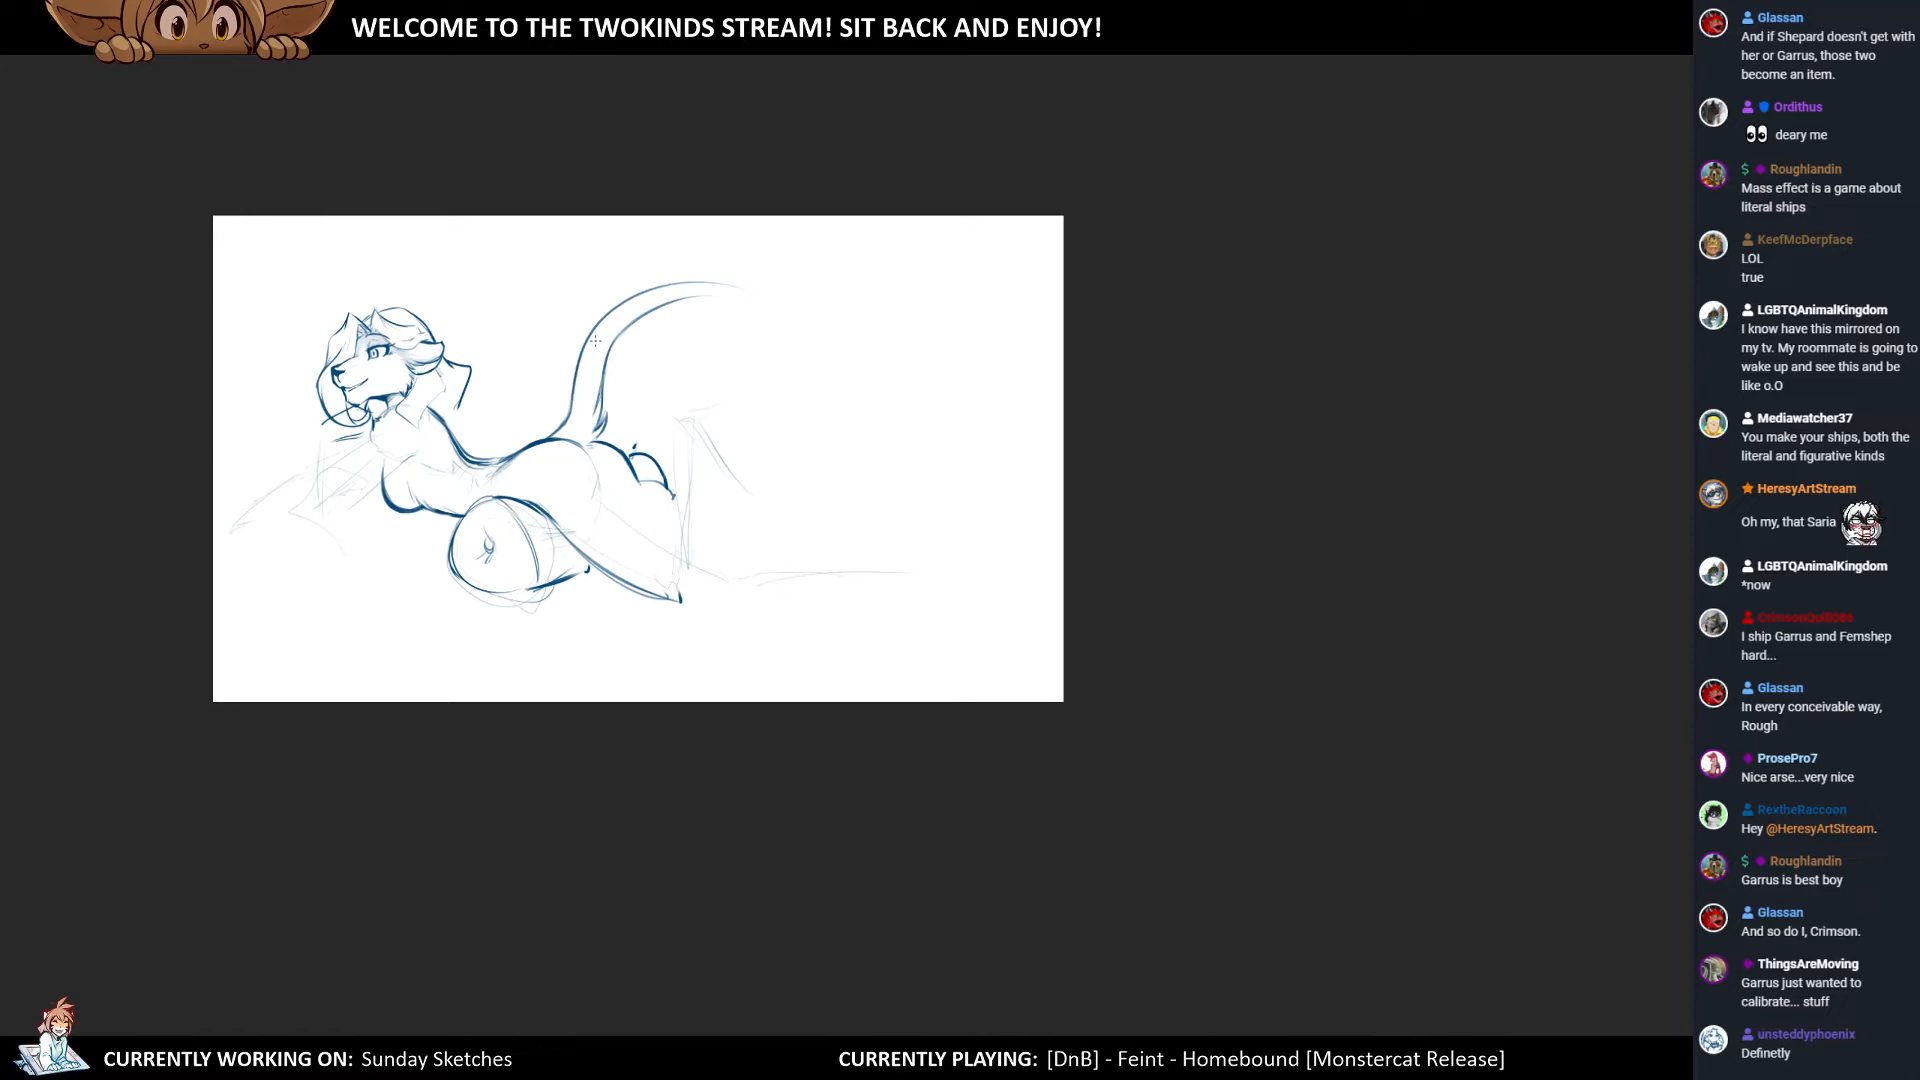 WELCOME TO THE TWOKINDS STREAM! SIT BACK AND ENJOY!
Glassan
And if Shepard doesn't get with
her or Garrus, those two
become an item.
Ordithus
deary me
Roughlandin
Mass effect is a game about
literal ships
KeefMcDerpface
LOL
true
LGBTQAnimalKingdom
I know have this mirrored on
my tv. My roommate is going to
wake up and see this and be
like o.O
Mediawatcher37
You make your ships, both the
literal and figurative kinds
HeresyArtStream
Oh my, that Saria
LGBTQAnimalKingdom
*now
I ship Garrus and Femshep
hard...
Glassan
In every conceivable way,
Rough
ProsePro7
Nice arse...very nice
RextheRaccoon
Hey @HeresyArtStream.
Roughlandin
Garrus is best boy
Glassan
And so do I, Crimson.
ThingsAreMoving
Garrus just wanted to
calibrate... stuff
unsteddyphoenix
Definetly
CURRENTLY WORKING ON: Sunday Sketches
CURRENTLY PLAYING: [DnB] - Feint - Homebound [Monstercat Release]